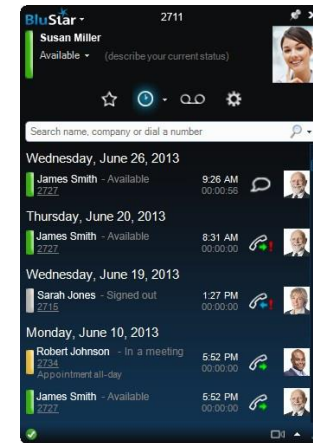 BluStar 2711
Susan Miller
Available (describe your current status)
Search name, company or dial a number
Wednesday, June 26, 2013
James Smith - Available 9:26 AM
2727 00:00:56
Thursday, June 20, 2013
James Smith - Available 8:31 AM
2727 00:00:00
Wednesday, June 19, 2013
Sarah Jones - Signed out 1:27 PM
2715 00:00:00
Monday, June 10, 2013
Robert Johnson - In a meeting 5:52 PM
2734 00:00:00
Appointment all-day
James Smith - Available 5:52 PM
2727 00:00:00